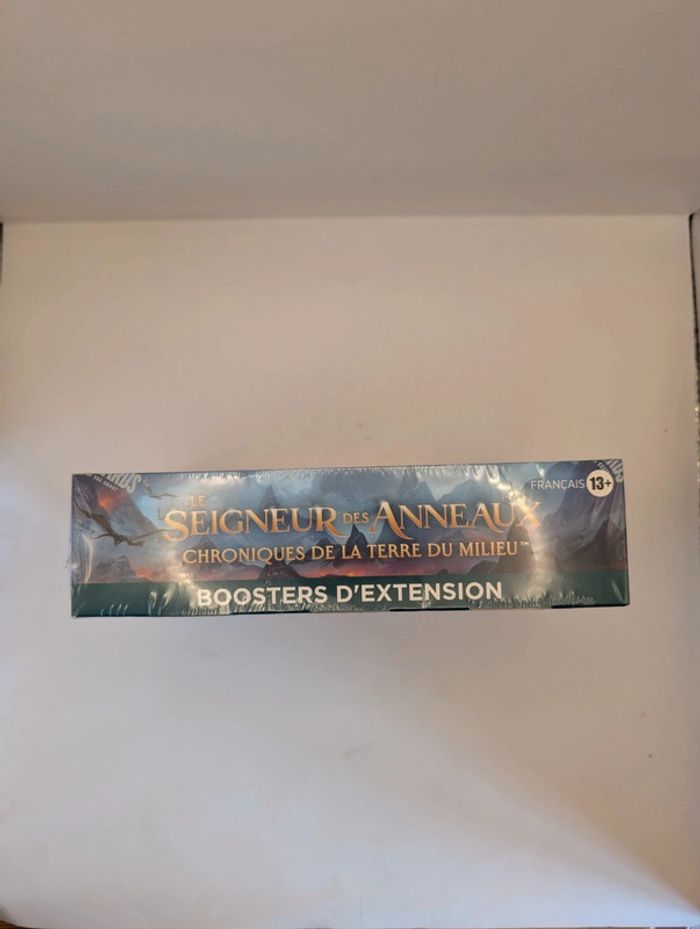 FRANÇAIS 13+
LE
SEIGNEUR DES ANNEAUX
CHRONIQUES DE LA TERRE DU MILIEU™
BOOSTERS D'EXTENSION